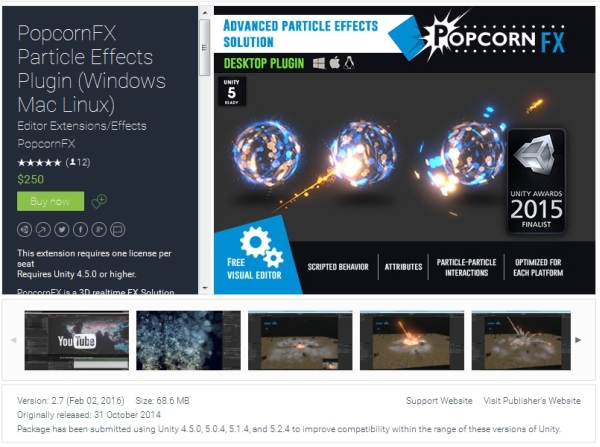 PopcornFX
Particle Effects
Plugin (Windows
Mac Linux)
Editor Extensions/Effects
PopcornFX
★★★★★ (12)
$250
Buy now
This extension requires one license per
seat
Requires Unity 4.5.0 or higher.
PopcornFX is a 3D realtime FX Solution
ADVANCED PARTICLE EFFECTS
SOLUTION
DESKTOP PLUGIN
POPCORN FX
UNITY
5
READY
UNITY AWARDS
2015
FINALIST
FREE
VISUAL EDITOR
SCRIPTED BEHAVIOR
ATTRIBUTES
PARTICLE-PARTICLE
INTERACTIONS
OPTIMIZED FOR
EACH PLATFORM
YouTube
Version: 2.7 (Feb 02, 2016) Size: 68.6 MB
Support Website Visit Publisher's Website
Originally released: 31 October 2014
Package has been submitted using Unity 4.5.0, 5.0.4, 5.1.4, and 5.2.4 to improve compatibility within the range of these versions of Unity.